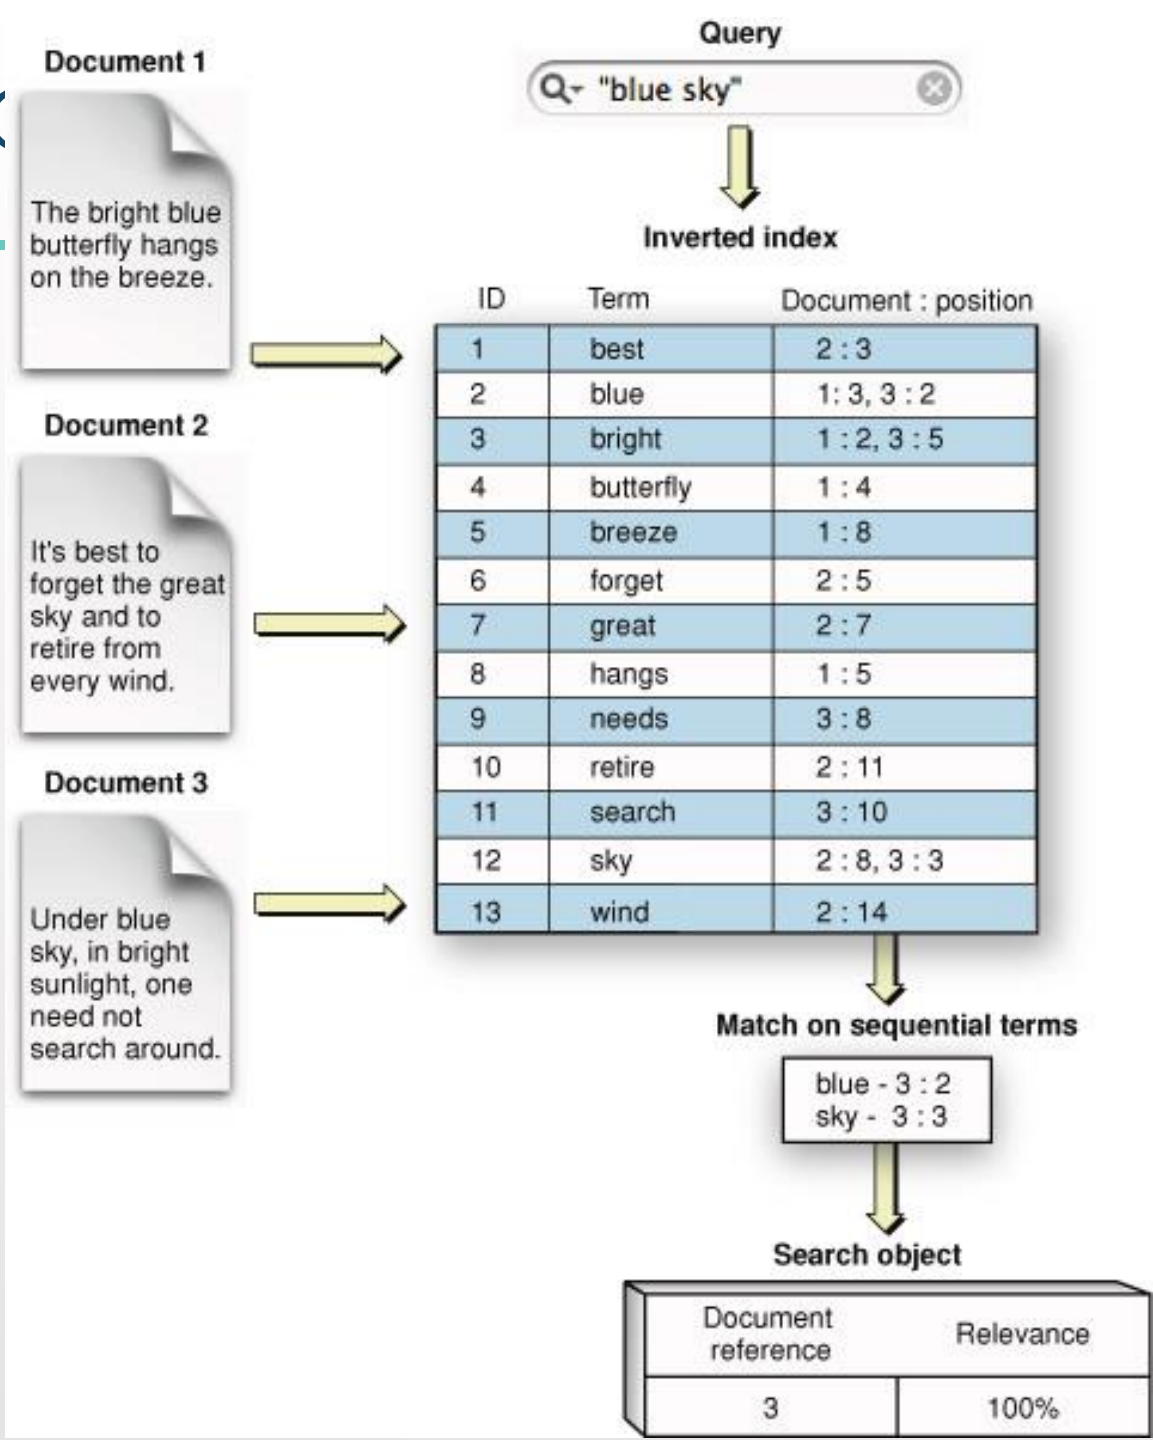 Document 1
The bright blue
butterfly hangs
on the breeze.
Document 2
It's best to
forget the great
sky and to
retire from
every wind.
Document 3
Under blue
sky, in bright
sunlight, one
need not
search around.
Query
"blue sky"
Inverted index
ID Term Document : position
1 best 2 : 3
2 blue 1: 3, 3 : 2
3 bright 1 : 2, 3 : 5
4 butterfly 1 : 4
5 breeze 1 : 8
6 forget 2 : 5
7 great 2 : 7
8 hangs 1 : 5
9 needs 3 : 8
10 retire 2 : 11
11 search 3 : 10
12 sky 2 : 8, 3 : 3
13 wind 2 : 14
Match on sequential terms
blue - 3 : 2
sky - 3 : 3
Search object
Document
reference
Relevance
3 100%